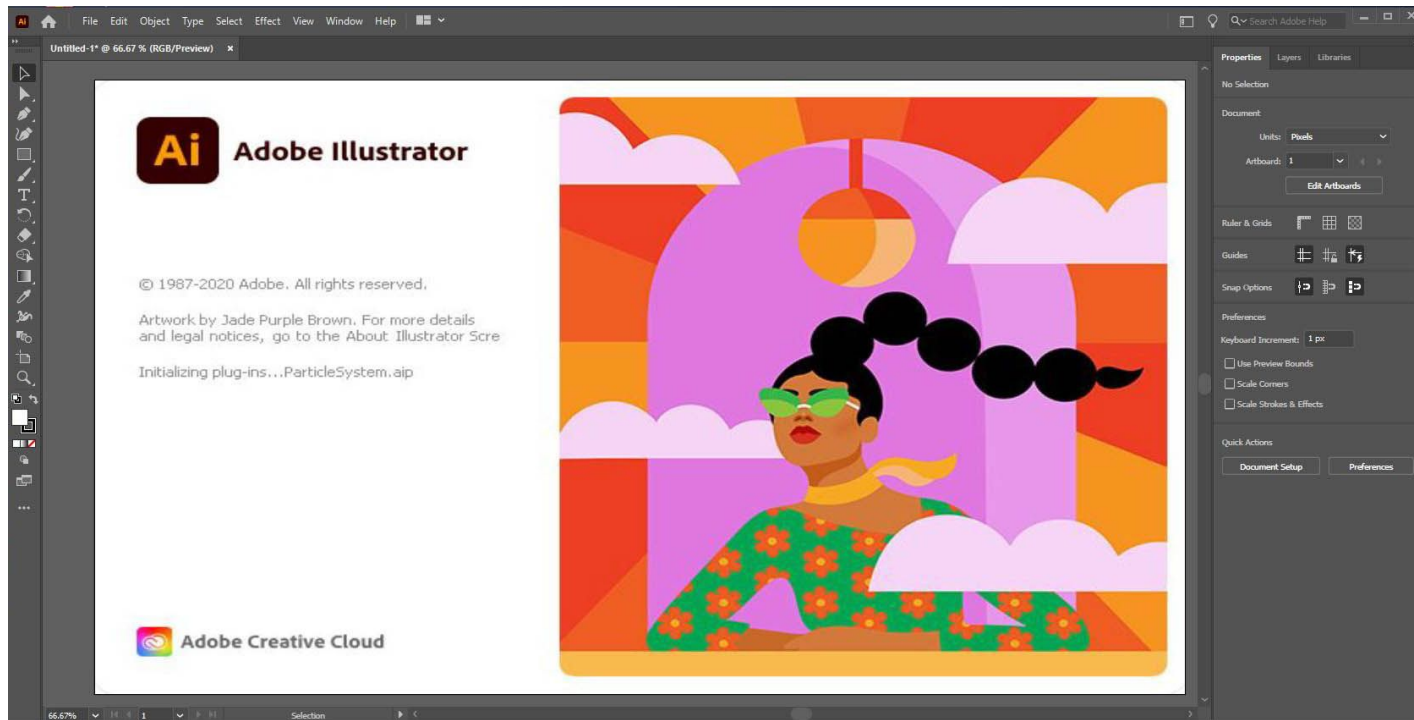 Ai
File Edit Object Type Select Effect View Window Help
Search Adobe Help
Untitled-1* @ 66.67 % (RGB/Preview) ×
Ai Adobe Illustrator
© 1987-2020 Adobe. All rights reserved.
Artwork by Jade Purple Brown. For more details
and legal notices, go to the About Illustrator Scre
Initializing plug-ins...ParticleSystem.aip
Adobe Creative Cloud
Properties Layers Libraries
No Selection
Document
Units: Pixels
Artboard: 1
Edit Artboards
Ruler & Grids
Guides
Snap Options
Preferences
Keyboard Increment: 1 px
Use Preview Bounds
Scale Corners
Scale Strokes & Effects
Quick Actions
Document Setup Preferences
66.67% 1 Selection